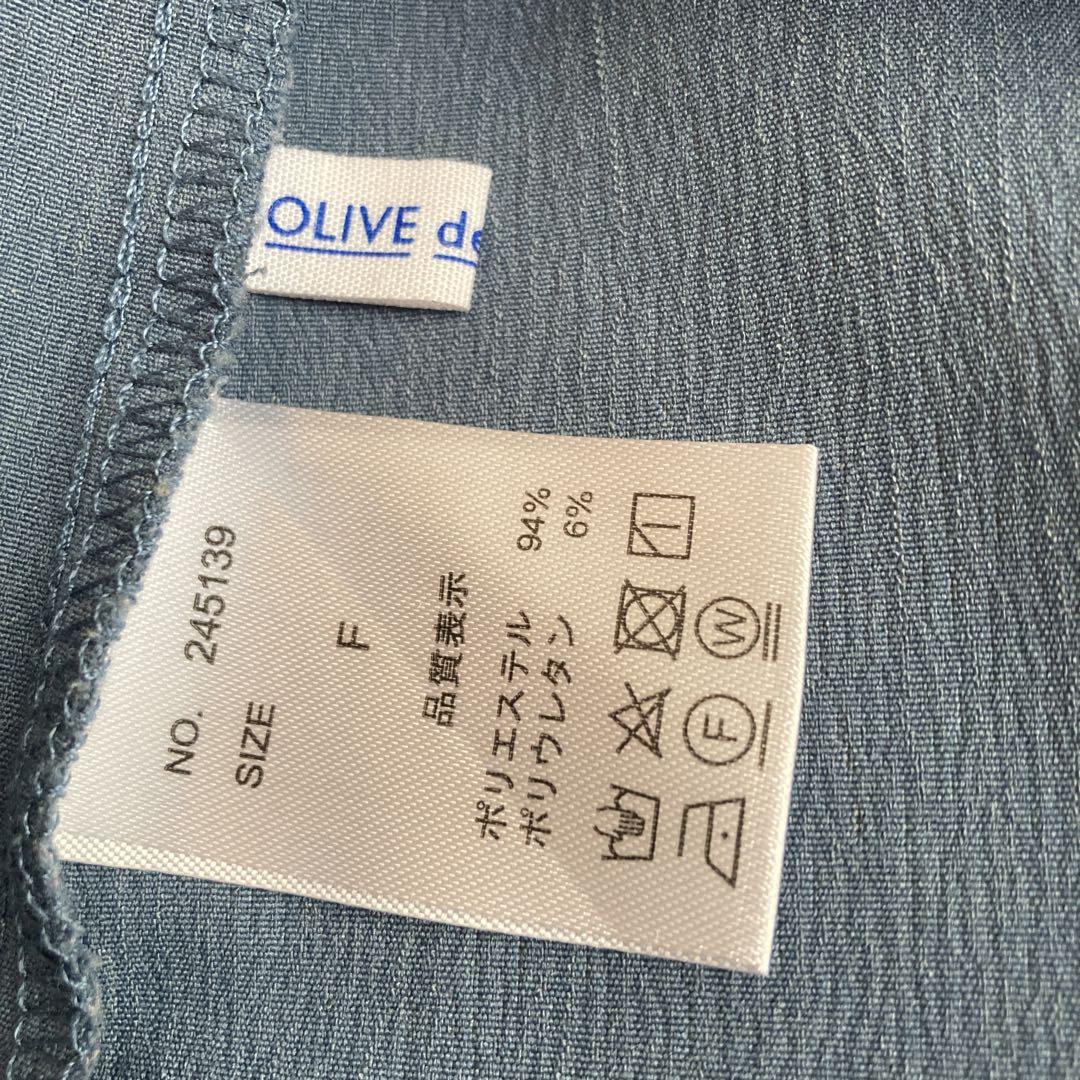 OLIVE de
NO. 245139
SIZE
F
品質表示
ポリエステル 94%
ポリウレタン 6%
F W